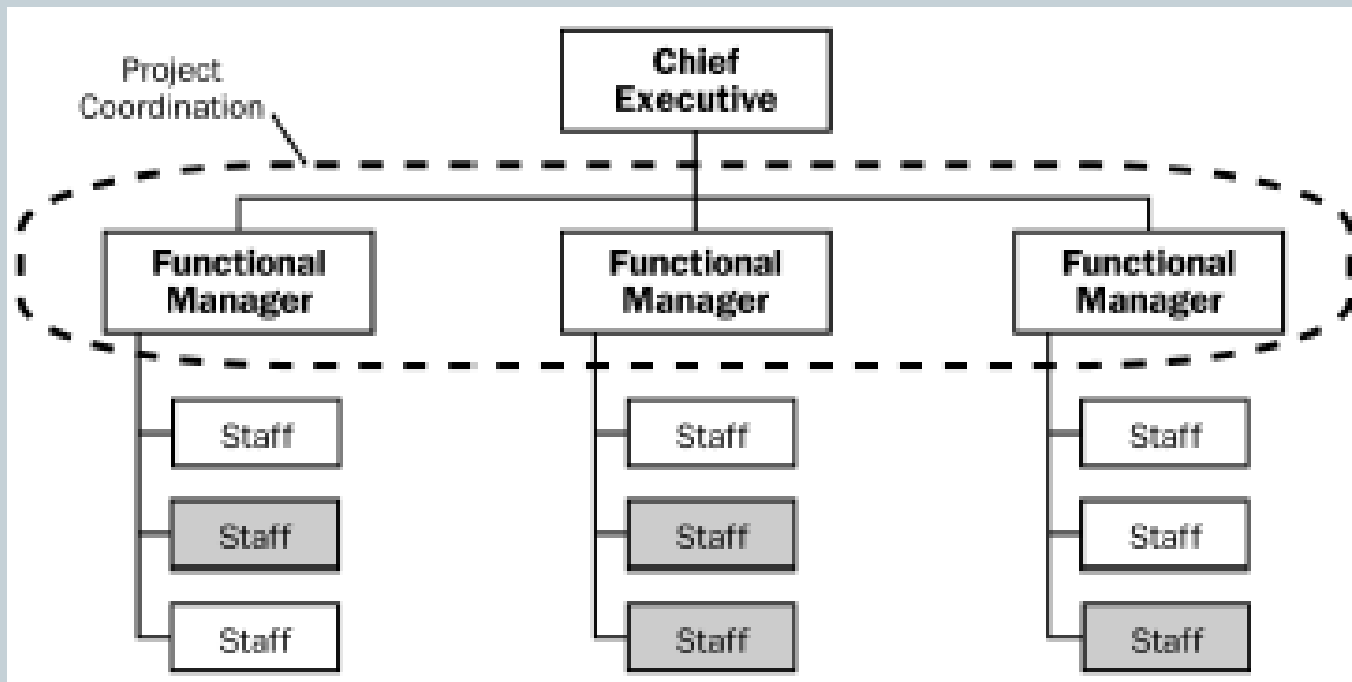 Project
Coordination
Chief
Executive
Functional
Manager
Functional
Manager
Functional
Manager
Staff
Staff
Staff
Staff
Staff
Staff
Staff
Staff
Staff